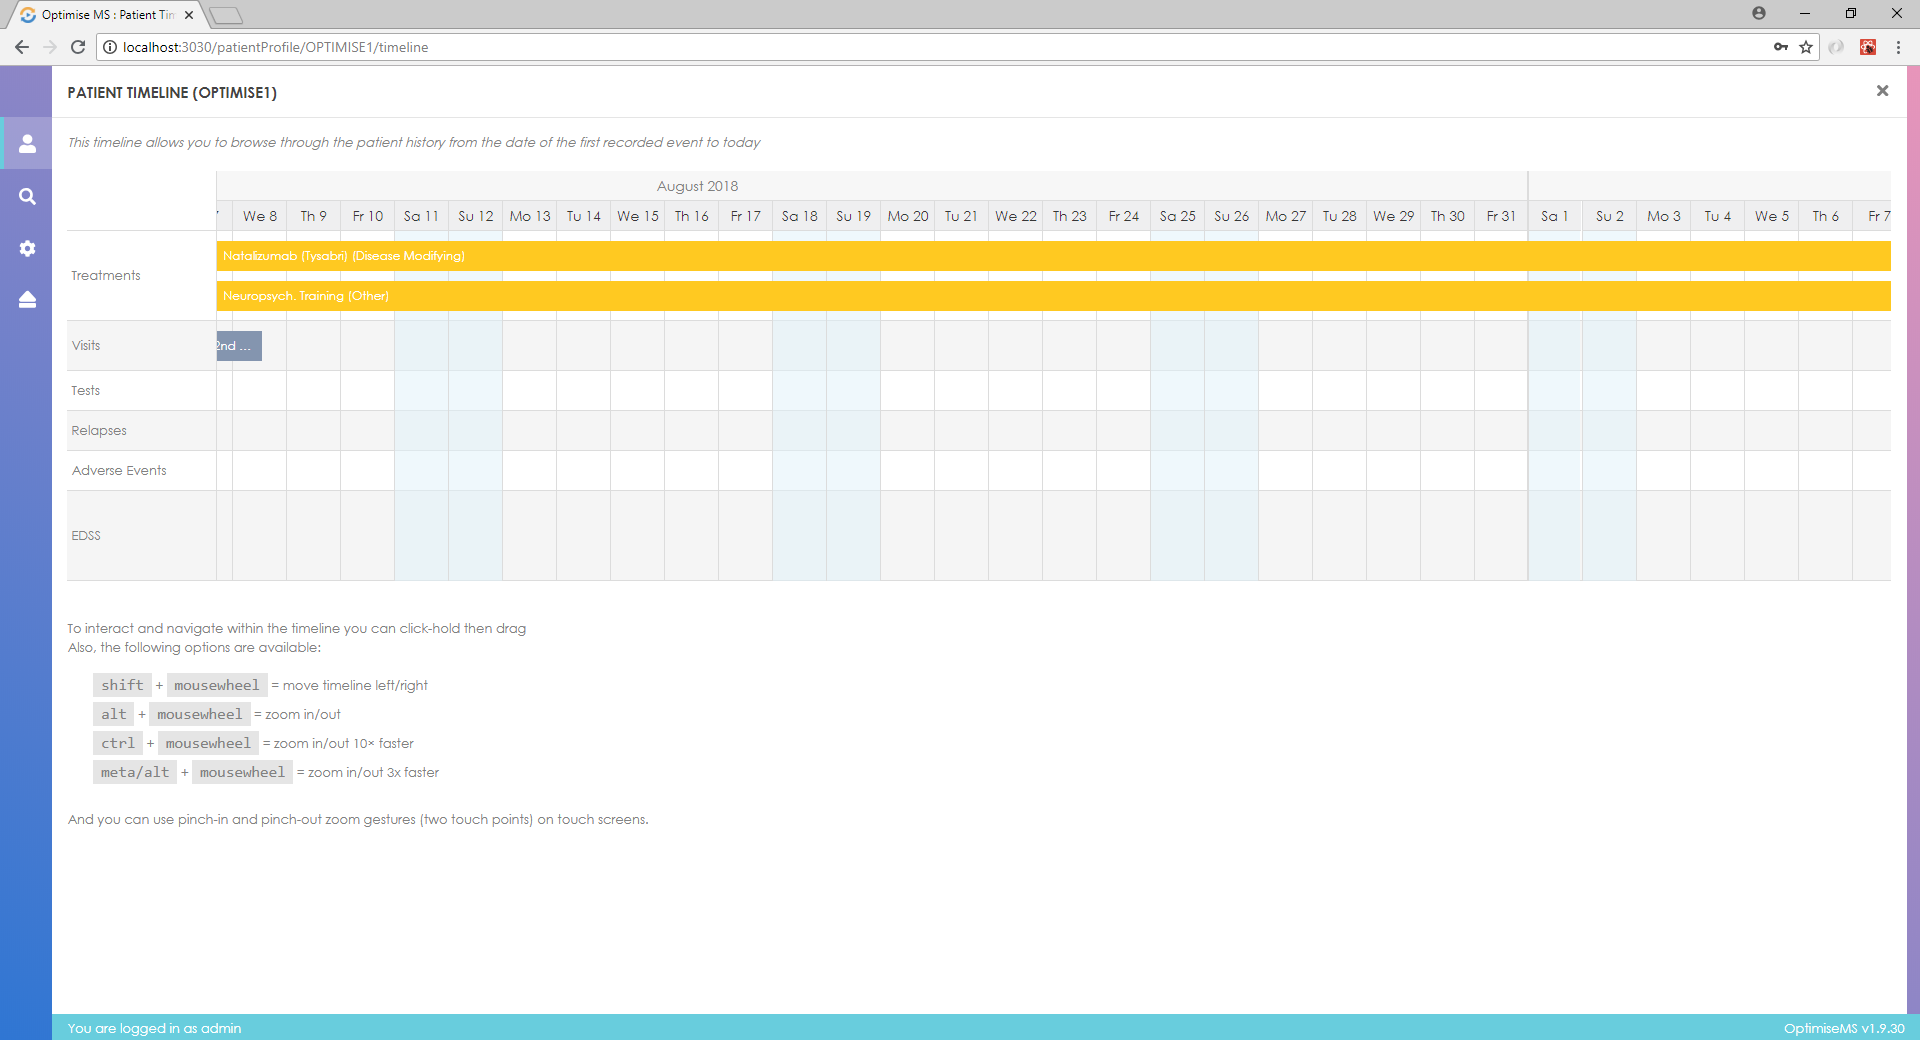 Optimise MS : Patient Tim
localhost:3030/patientProfile/OPTIMISE1/timeline
PATIENT TIMELINE (OPTIMISE1)
This timeline allows you to browse through the patient history from the date of the first recorded event to today
August 2018
We 8 Th 9 Fr 10 Sa 11 Su 12 Mo 13 Tu 14 We 15 Th 16 Fr 17 Sa 18 Su 19 Mo 20 Tu 21 We 22 Th 23 Fr 24 Sa 25 Su 26 Mo 27 Tu 28 We 29 Th 30 Fr 31 Sa 1 Su 2 Mo 3 Tu 4 We 5 Th 6 Fr 7
Treatments
Natalizumab (Tysabri) (Disease Modifying)
Neuropsych. Training (Other)
Visits
2nd ...
Tests
Relapses
Adverse Events
EDSS
To interact and navigate within the timeline you can click-hold then drag
Also, the following options are available:
shift + mousewheel = move timeline left/right
alt + mousewheel = zoom in/out
ctrl + mousewheel = zoom in/out 10× faster
meta/alt + mousewheel = zoom in/out 3x faster
And you can use pinch-in and pinch-out zoom gestures (two touch points) on touch screens.
You are logged in as admin
OptimiseMS v1.9.30